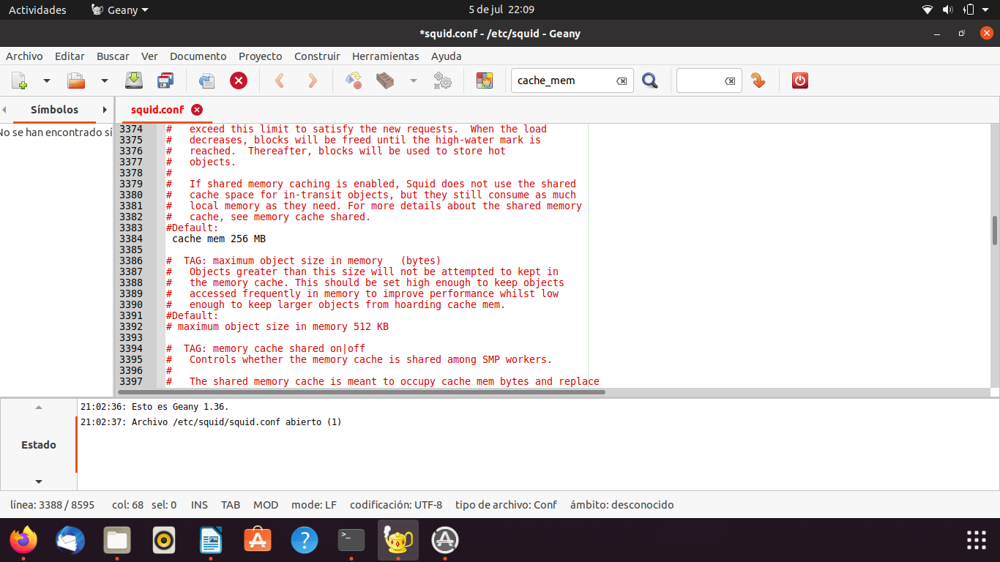 Actividades
Geany
5 de jul 22:09
*squid.conf - /etc/squid - Geany
Archivo Editar Buscar Ver Documento Proyecto Construir Herramientas Ayuda
cache_mem
Símbolos
squid.conf
No se han encontrado sí
3374 # exceed this limit to satisfy the new requests. When the load
3375 # decreases, blocks will be freed until the high-water mark is
3376 # reached. Thereafter, blocks will be used to store hot
3377 # objects.
3378 #
3379 # If shared memory caching is enabled, Squid does not use the shared
3380 # cache space for in-transit objects, but they still consume as much
3381 # local memory as they need. For more details about the shared memory
3382 # cache, see memory cache shared.
3383 #Default:
3384 cache mem 256 MB
3385
3386 # TAG: maximum object size in memory (bytes)
3387 # Objects greater than this size will not be attempted to kept in
3388 # the memory cache. This should be set high enough to keep objects
3389 # accessed frequently in memory to improve performance whilst low
3390 # enough to keep larger objects from hoarding cache mem.
3391 #Default:
3392 # maximum object size in memory 512 KB
3393
3394 # TAG: memory cache shared on|off
3395 # Controls whether the memory cache is shared among SMP workers.
3396 #
3397 # The shared memory cache is meant to occupy cache mem bytes and replace
Estado
21:02:36: Esto es Geany 1.36.
21:02:37: Archivo /etc/squid/squid.conf abierto (1)
línea: 3388 / 8595 col: 68 sel: 0 INS TAB MOD mode: LF codificación: UTF-8 tipo de archivo: Conf ámbito: desconocido